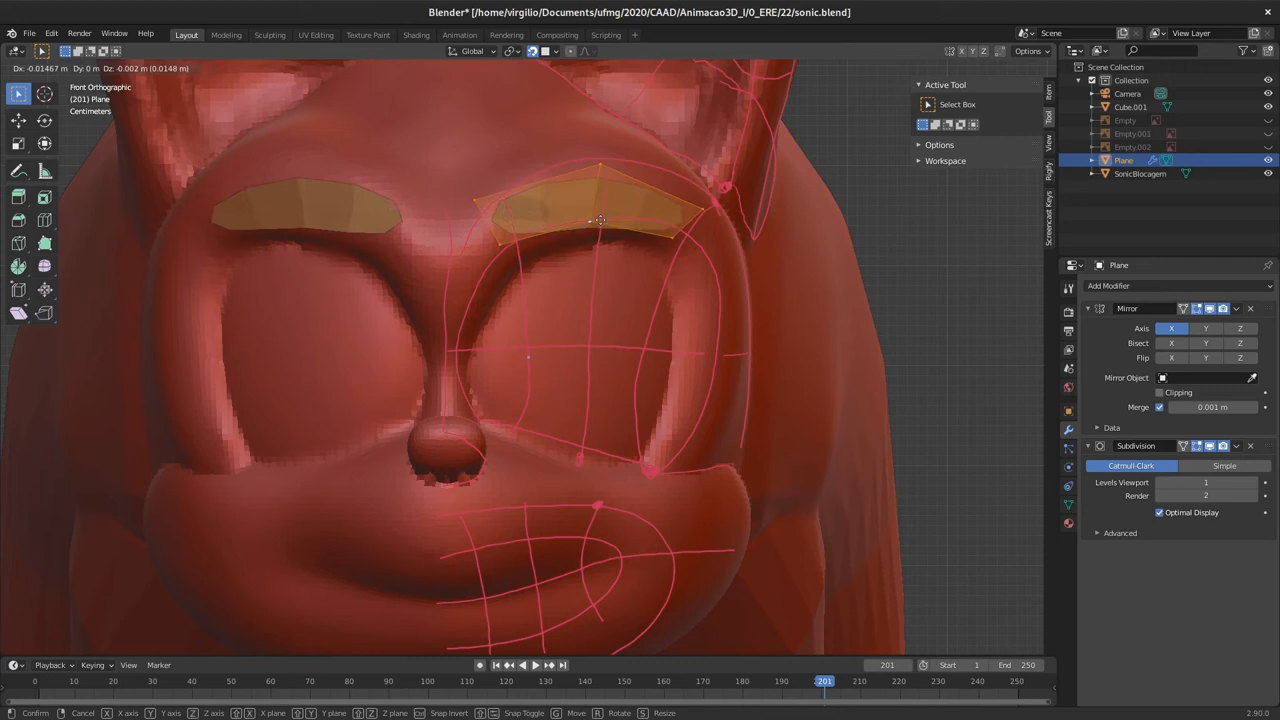 Blender* [/home/virgilio/Documents/ufmg/2020/CAAD/Animacao3D_I/0_ERE/22/sonic.blend]
File Edit Render Window Help Layout Modeling Sculpting UV Editing Texture Paint Shading Animation Rendering Compositing Scripting + Scene View Layer
Global X Y Z Options
Dx: -0.01467 m Dy: 0 m Dz: -0.002 m (0.0148 m)
Front Orthographic
(201) Plane
Centimeters
Active Tool
Select Box
Options
Workspace
Item
Tool
View
Rigify
Screencast Keys
Scene Collection
Collection
Camera
Cube.001
Empty
Empty.001
Empty.002
Plane
SonicBlocagem
Plane
Add Modifier
Mirror
Axis X Y Z
Bisect X Y Z
Flip X Y Z
Mirror Object
Clipping
Merge 0.001 m
Data
Subdivision
Catmull-Clark Simple
Levels Viewport 1
Render 2
Optimal Display
Advanced
Playback Keying View Marker 201 Start 1 End 250
0 10 20 30 40 50 60 70 80 90 100 110 120 130 140 150 160 170 180 190 201 210 220 230 240 250
Confirm Cancel X X axis Y Y axis Z Z axis X X plane Y Y plane Z Z plane Ctrl Snap Invert Snap Toggle G Move R Rotate S Resize 2.90.0